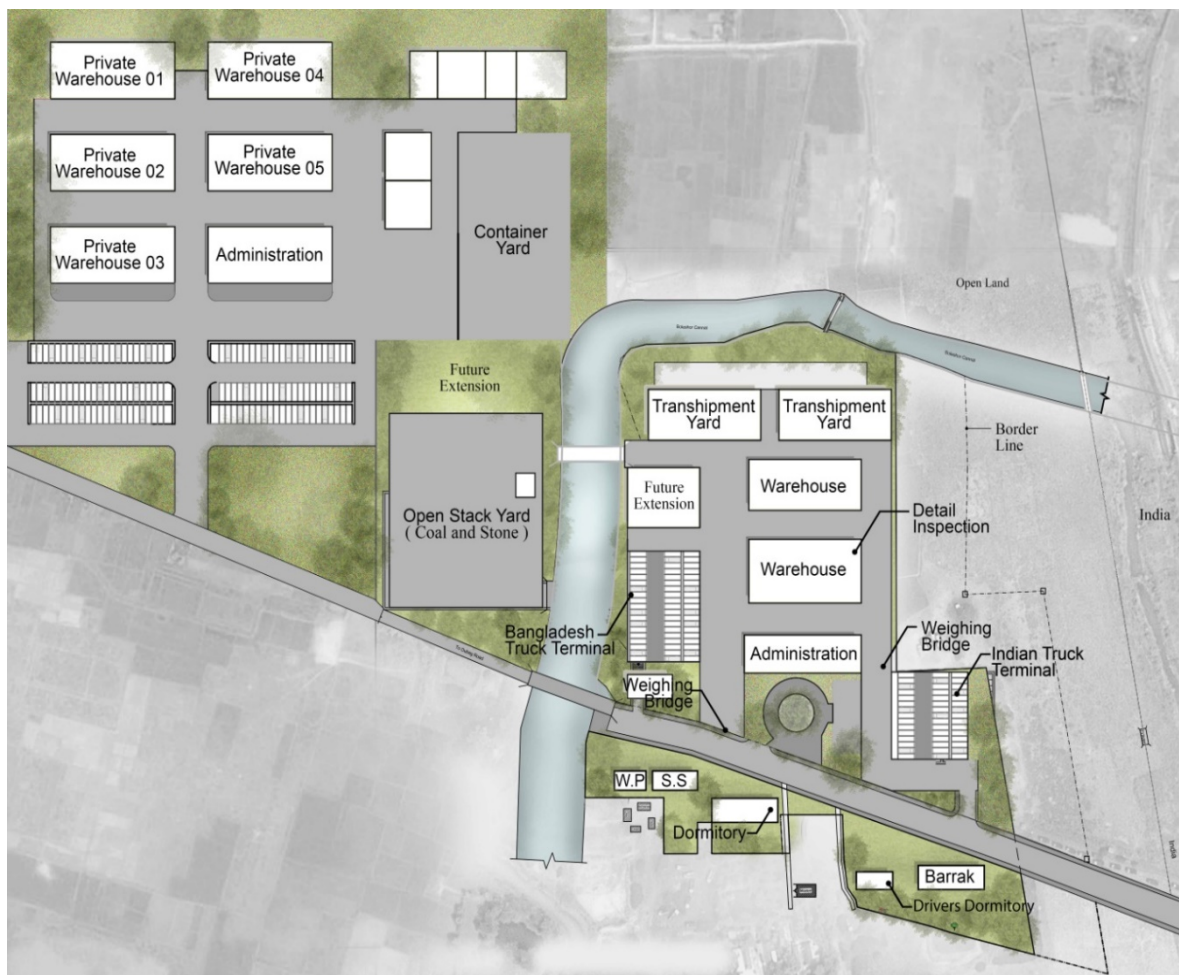 Private
Warehouse 01
Private
Warehouse 04
Private
Warehouse 02
Private
Warehouse 05
Private
Warehouse 03
Administration
Container
Yard
Open Land
Future
Extension
Transhipment
Yard
Transhipment
Yard
Border
Line
Future
Extension
Warehouse
Detail
Inspection
India
Open Stack Yard
( Coal and Stone )
Warehouse
Bangladesh
Truck Terminal
Administration
Weighing
Bridge
Indian Truck
Terminal
Weighing
Bridge
W.P
S.S
Dormitory
Barrak
Drivers Dormitory
India